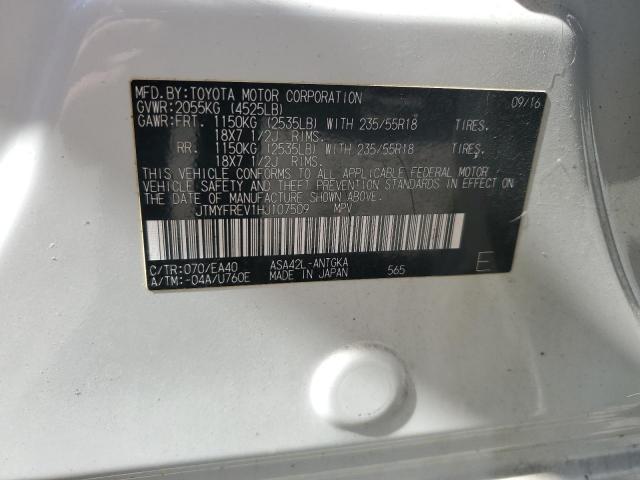 MFD.BY:TOYOTA MOTOR CORPORATION 09/16
GVWR:2055KG (4525LB)
GAWR:FRT. 1150KG (2535LB) WITH 235/55R18 TIRES.
18X7 1/2J RIMS.
RR. 1150KG (2535LB) WITH 235/55R18 TIRES.
18X7 1/2J RIMS.
THIS VEHICLE CONFORMS TO ALL APPLICABLE FEDERAL MOTOR
VEHICLE SAFETY AND THEFT PREVENTION STANDARDS IN EFFECT ON
THE DATE OF MANUFACTURE SHOWN ABOVE.
JTMYFREV1HJ107509 MPV
C/TR:070/EA40 ASA42L-ANTGKA
A/TM:-04A/U760E MADE IN JAPAN 565 E